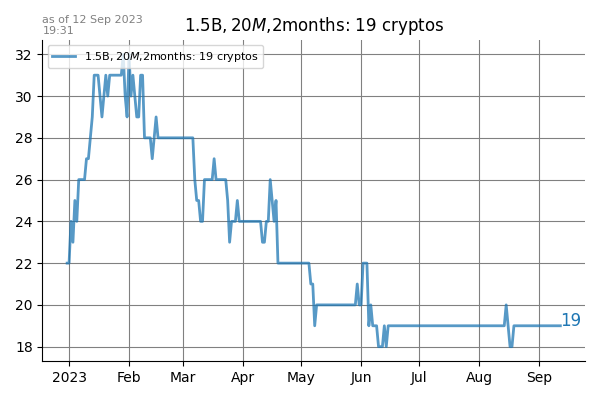 as of 12 Sep 2023
19:31
1.5B, 20M,2months: 19 cryptos
1.5B, 20M,2months: 19 cryptos
32
30
28
26
24
22
20
18
19
2023 Feb Mar Apr May Jun Jul Aug Sep